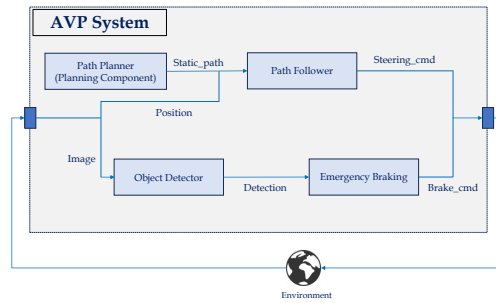 AVP System
Path Planner
(Planning Component)
Static_path
Path Follower
Steering_cmd
Position
Image
Object Detector
Detection
Emergency Braking
Brake_cmd
Environment